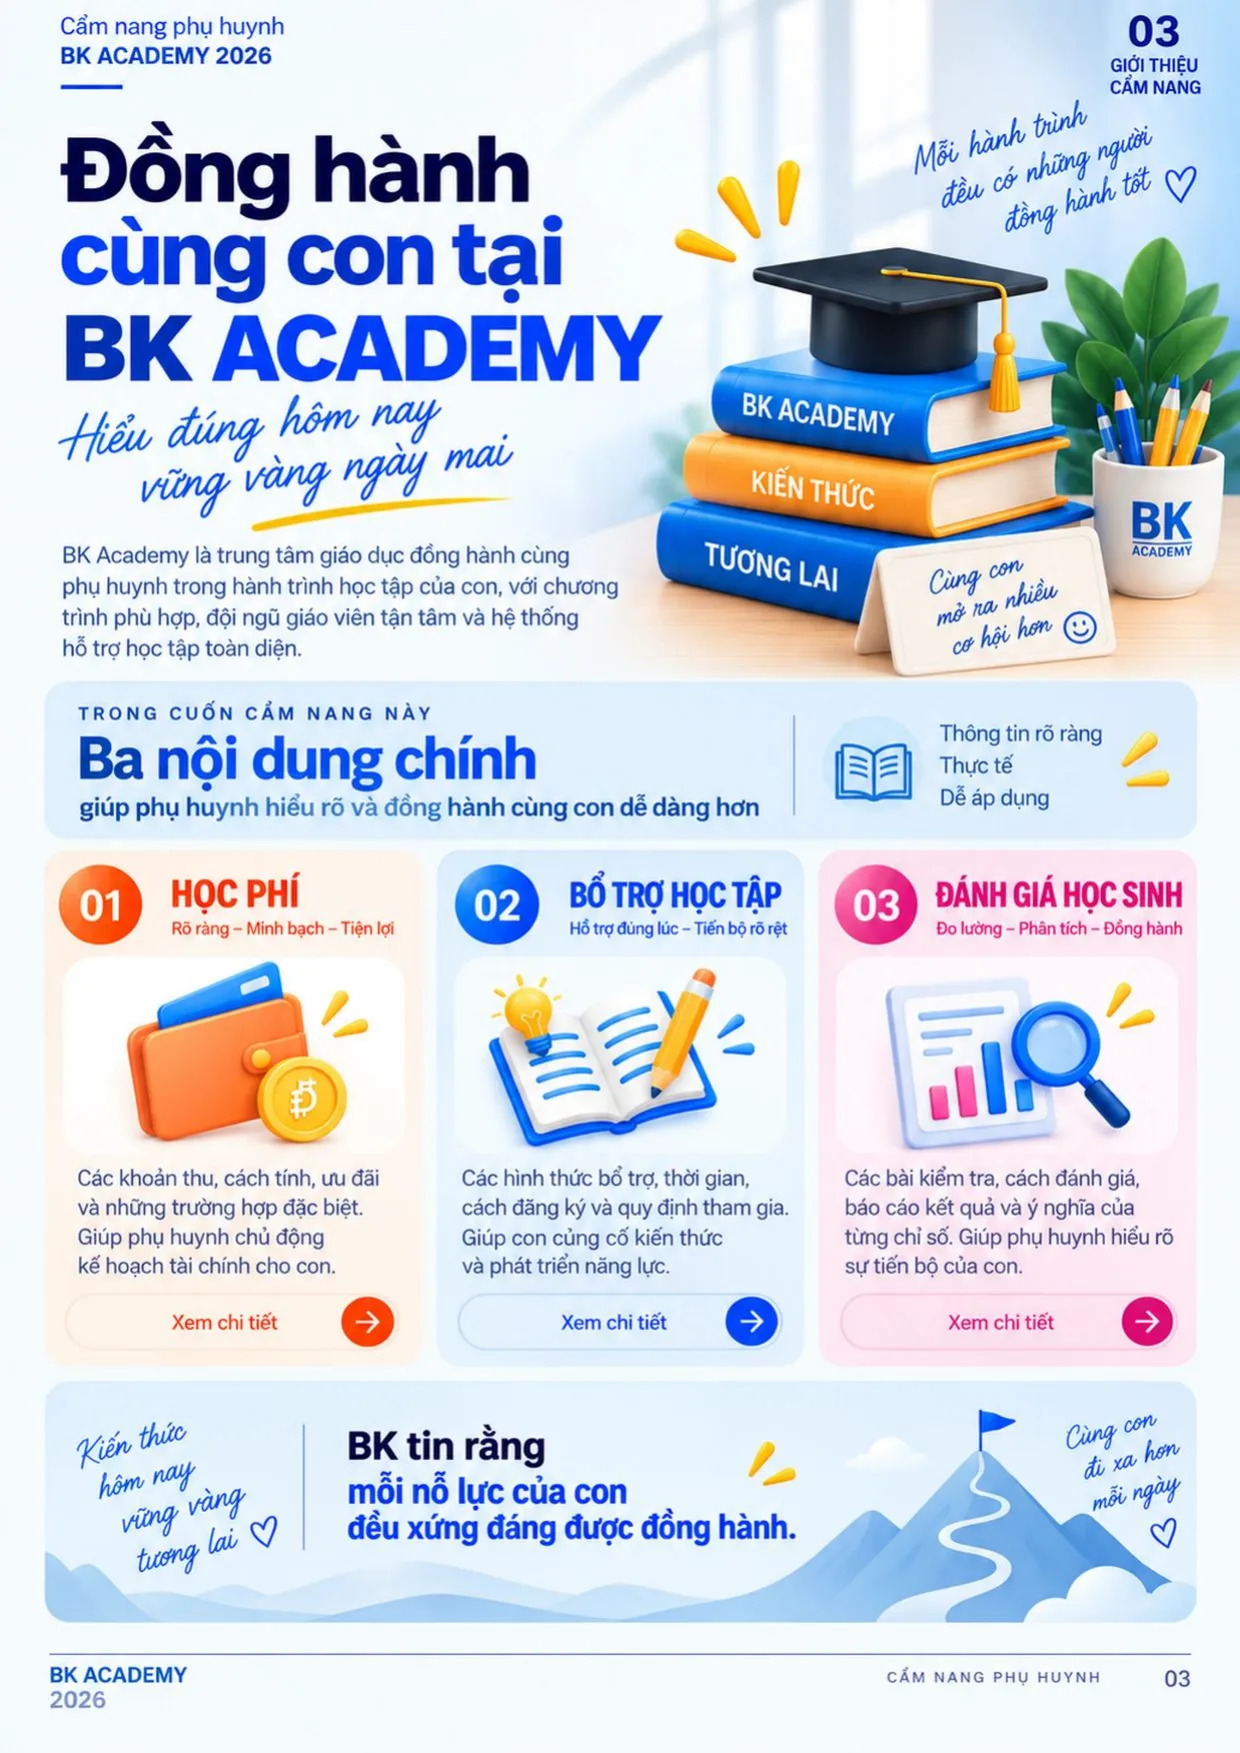 Cẩm nang phụ huynh
BK ACADEMY 2026
03
GIỚI THIỆU
CẨM NANG
Mỗi hành trình
đều có những người
đồng hành tốt
Đồng hành
cùng con tại
BK ACADEMY
Hiểu đúng hôm nay
vững vàng ngày mai
BK Academy là trung tâm giáo dục đồng hành cùng
phụ huynh trong hành trình học tập của con, với chương
trình phù hợp, đội ngũ giáo viên tận tâm và hệ thống
hỗ trợ học tập toàn diện.
BK ACADEMY
KIẾN THỨC
TƯƠNG LAI
BK
ACADEMY
Cùng con
mở ra nhiều
cơ hội hơn
TRONG CUỐN CẨM NANG NÀY
Ba nội dung chính
giúp phụ huynh hiểu rõ và đồng hành cùng con dễ dàng hơn
Thông tin rõ ràng
Thực tế
Dễ áp dụng
01
HỌC PHÍ
Rõ ràng – Minh bạch – Tiện lợi
Các khoản thu, cách tính, ưu đãi
và những trường hợp đặc biệt.
Giúp phụ huynh chủ động
kế hoạch tài chính cho con.
Xem chi tiết
02
BỔ TRỢ HỌC TẬP
Hỗ trợ đúng lúc – Tiến bộ rõ rệt
Các hình thức bổ trợ, thời gian,
cách đăng ký và quy định tham gia.
Giúp con củng cố kiến thức
và phát triển năng lực.
Xem chi tiết
03
ĐÁNH GIÁ HỌC SINH
Đo lường – Phân tích – Đồng hành
Các bài kiểm tra, cách đánh giá,
báo cáo kết quả và ý nghĩa của
từng chỉ số. Giúp phụ huynh hiểu rõ
sự tiến bộ của con.
Xem chi tiết
Kiến thức
hôm nay
vững vàng
tương lai
BK tin rằng
mỗi nỗ lực của con
đều xứng đáng được đồng hành.
Cùng con
đi xa hơn
mỗi ngày
BK ACADEMY
2026
CẨM NANG PHỤ HUYNH
03